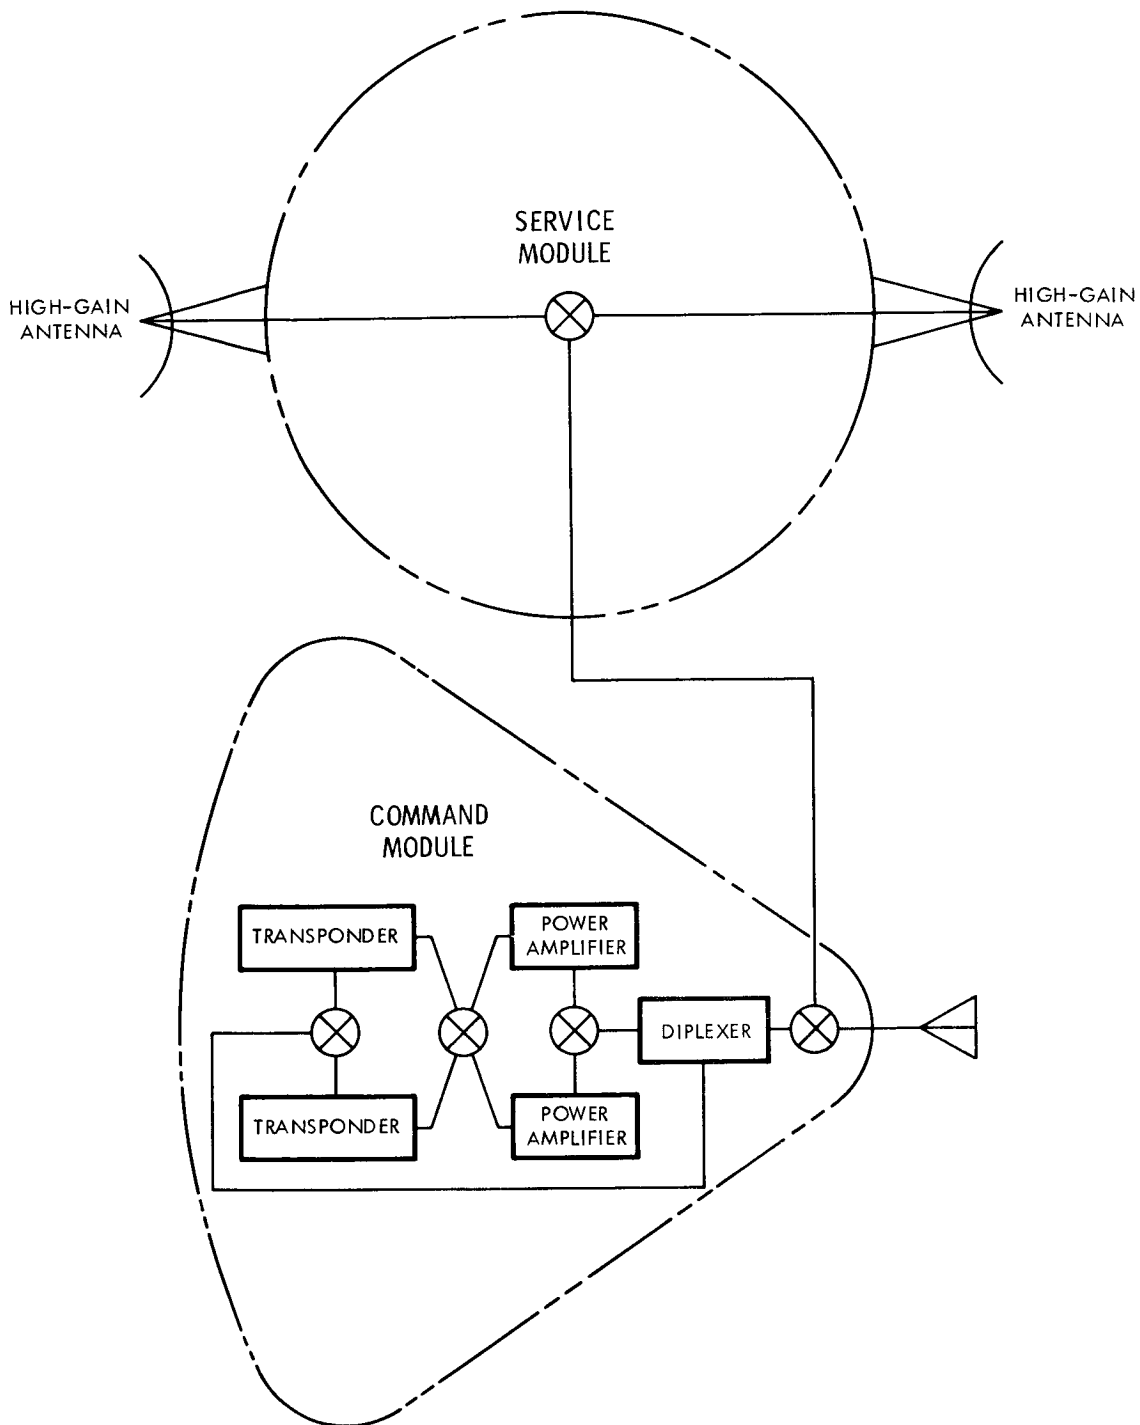 SERVICE
MODULE
HIGH-GAIN
ANTENNA
HIGH-GAIN
ANTENNA
COMMAND
MODULE
TRANSPONDER
POWER
AMPLIFIER
DIPLEXER
TRANSPONDER
POWER
AMPLIFIER